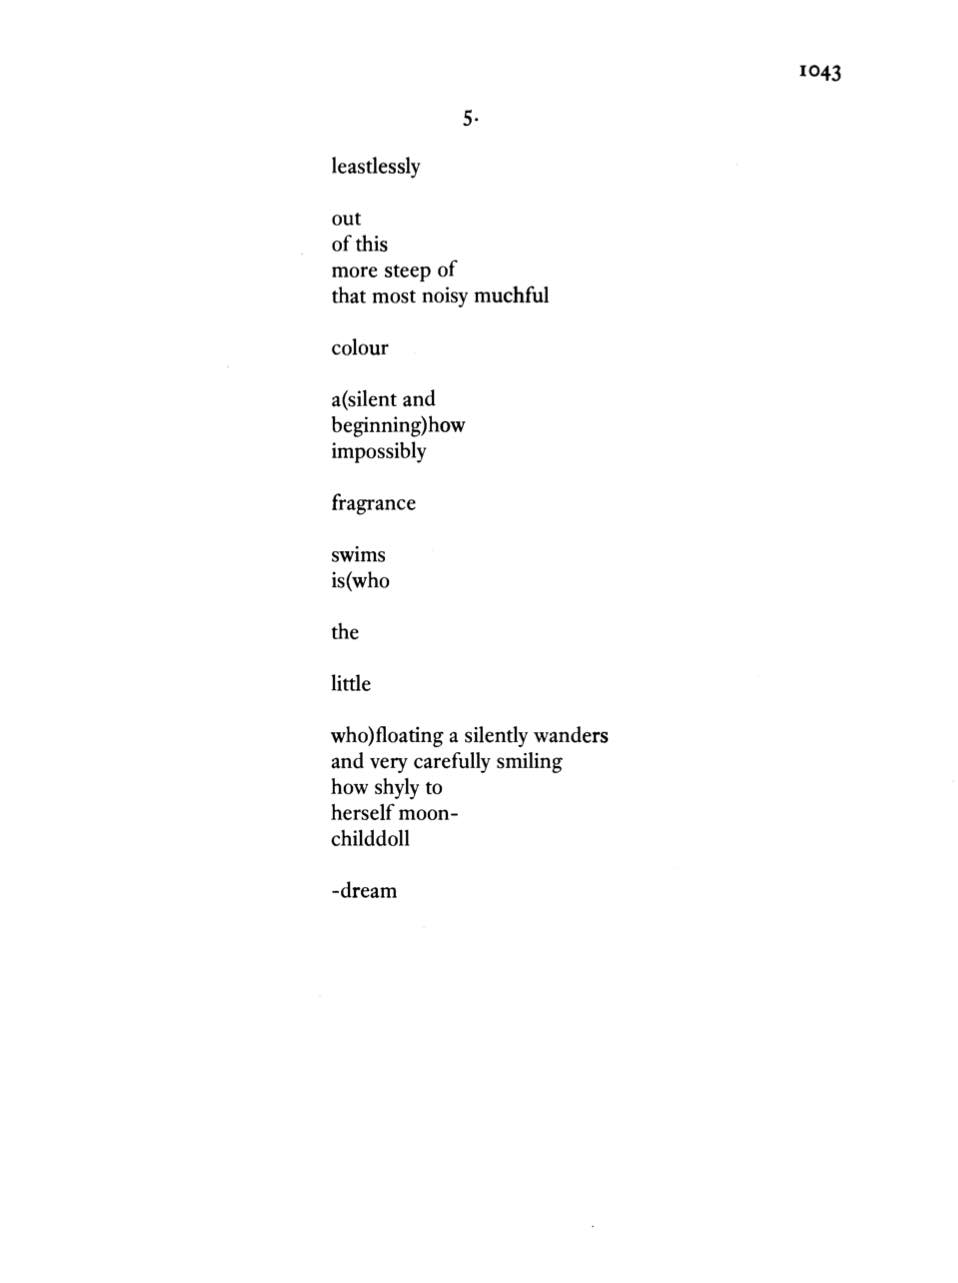 1043
5.
leastlessly
out
of this
more steep of
that most noisy muchful
colour
a(silent and
beginning)how
impossibly
fragrance
swims
is(who
the
little
who)floating a silently wanders
and very carefully smiling
how shyly to
herself moon-
childdoll
-dream